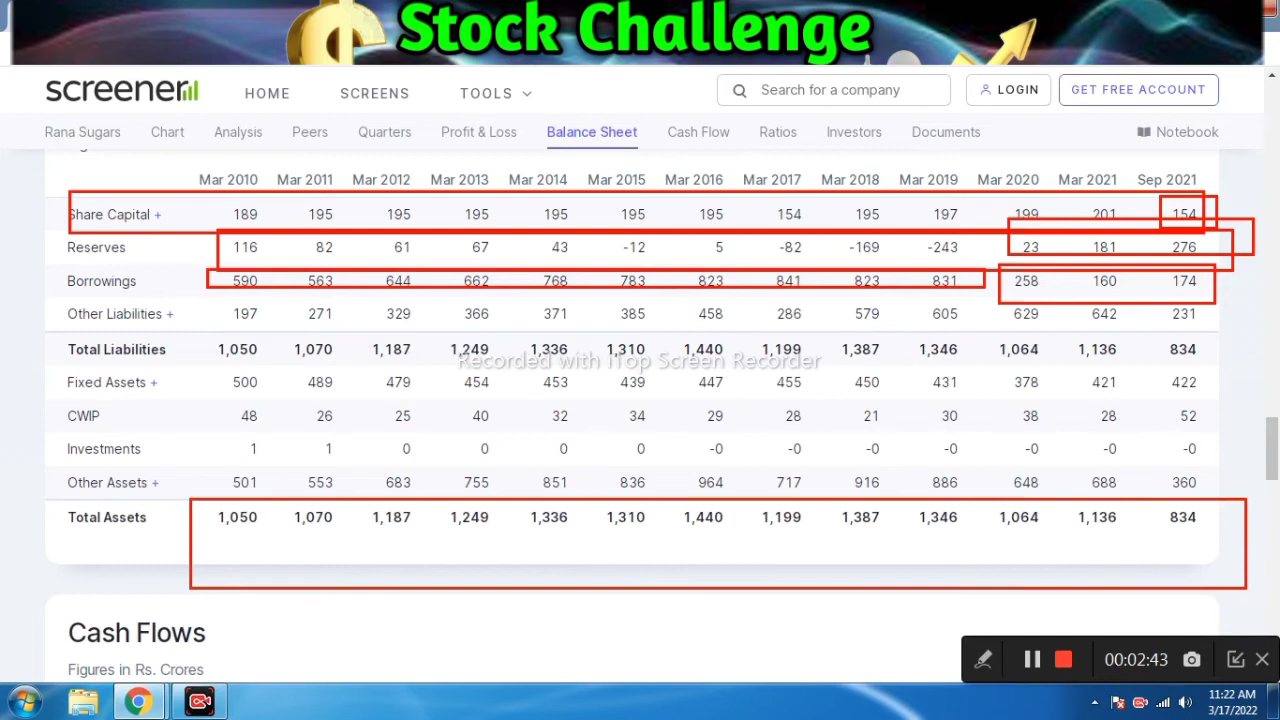 Stock Challenge
screener HOME SCREENS TOOLS Search for a company LOGIN GET FREE ACCOUNT
Rana Sugars Chart Analysis Peers Quarters Profit & Loss Balance Sheet Cash Flow Ratios Investors Documents Notebook
Mar 2010 Mar 2011 Mar 2012 Mar 2013 Mar 2014 Mar 2015 Mar 2016 Mar 2017 Mar 2018 Mar 2019 Mar 2020 Mar 2021 Sep 2021
Share Capital + 189 195 195 195 195 195 195 154 195 197 199 201 154
Reserves 116 82 61 67 43 -12 5 -82 -169 -243 23 181 276
Borrowings 590 563 644 662 768 783 823 841 823 831 258 160 174
Other Liabilities + 197 271 329 366 371 385 458 286 579 605 629 642 231
Total Liabilities 1,050 1,070 1,187 1,249 1,336 1,310 1,440 1,199 1,387 1,346 1,064 1,136 834
Recorded with iTop Screen Recorder
Fixed Assets + 500 489 479 454 453 439 447 455 450 431 378 421 422
CWIP 48 26 25 40 32 34 29 28 21 30 38 28 52
Investments 1 1 0 0 0 0 -0 -0 -0 -0 -0 -0 -0
Other Assets + 501 553 683 755 851 836 964 717 916 886 648 688 360
Total Assets 1,050 1,070 1,187 1,249 1,336 1,310 1,440 1,199 1,387 1,346 1,064 1,136 834
Cash Flows
Figures in Rs. Crores
00:02:43
11:22 AM
3/17/2022